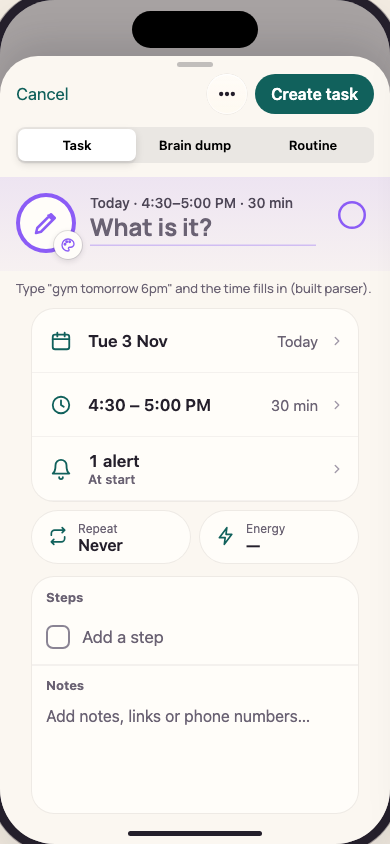 Cancel
Create task
Task
Brain dump
Routine
Today · 4:30–5:00 PM · 30 min
What is it?
Type "gym tomorrow 6pm" and the time fills in (built parser).
Tue 3 Nov
Today
4:30 – 5:00 PM
30 min
1 alert
At start
Repeat
Never
Energy
—
Steps
Add a step
Notes
Add notes, links or phone numbers...